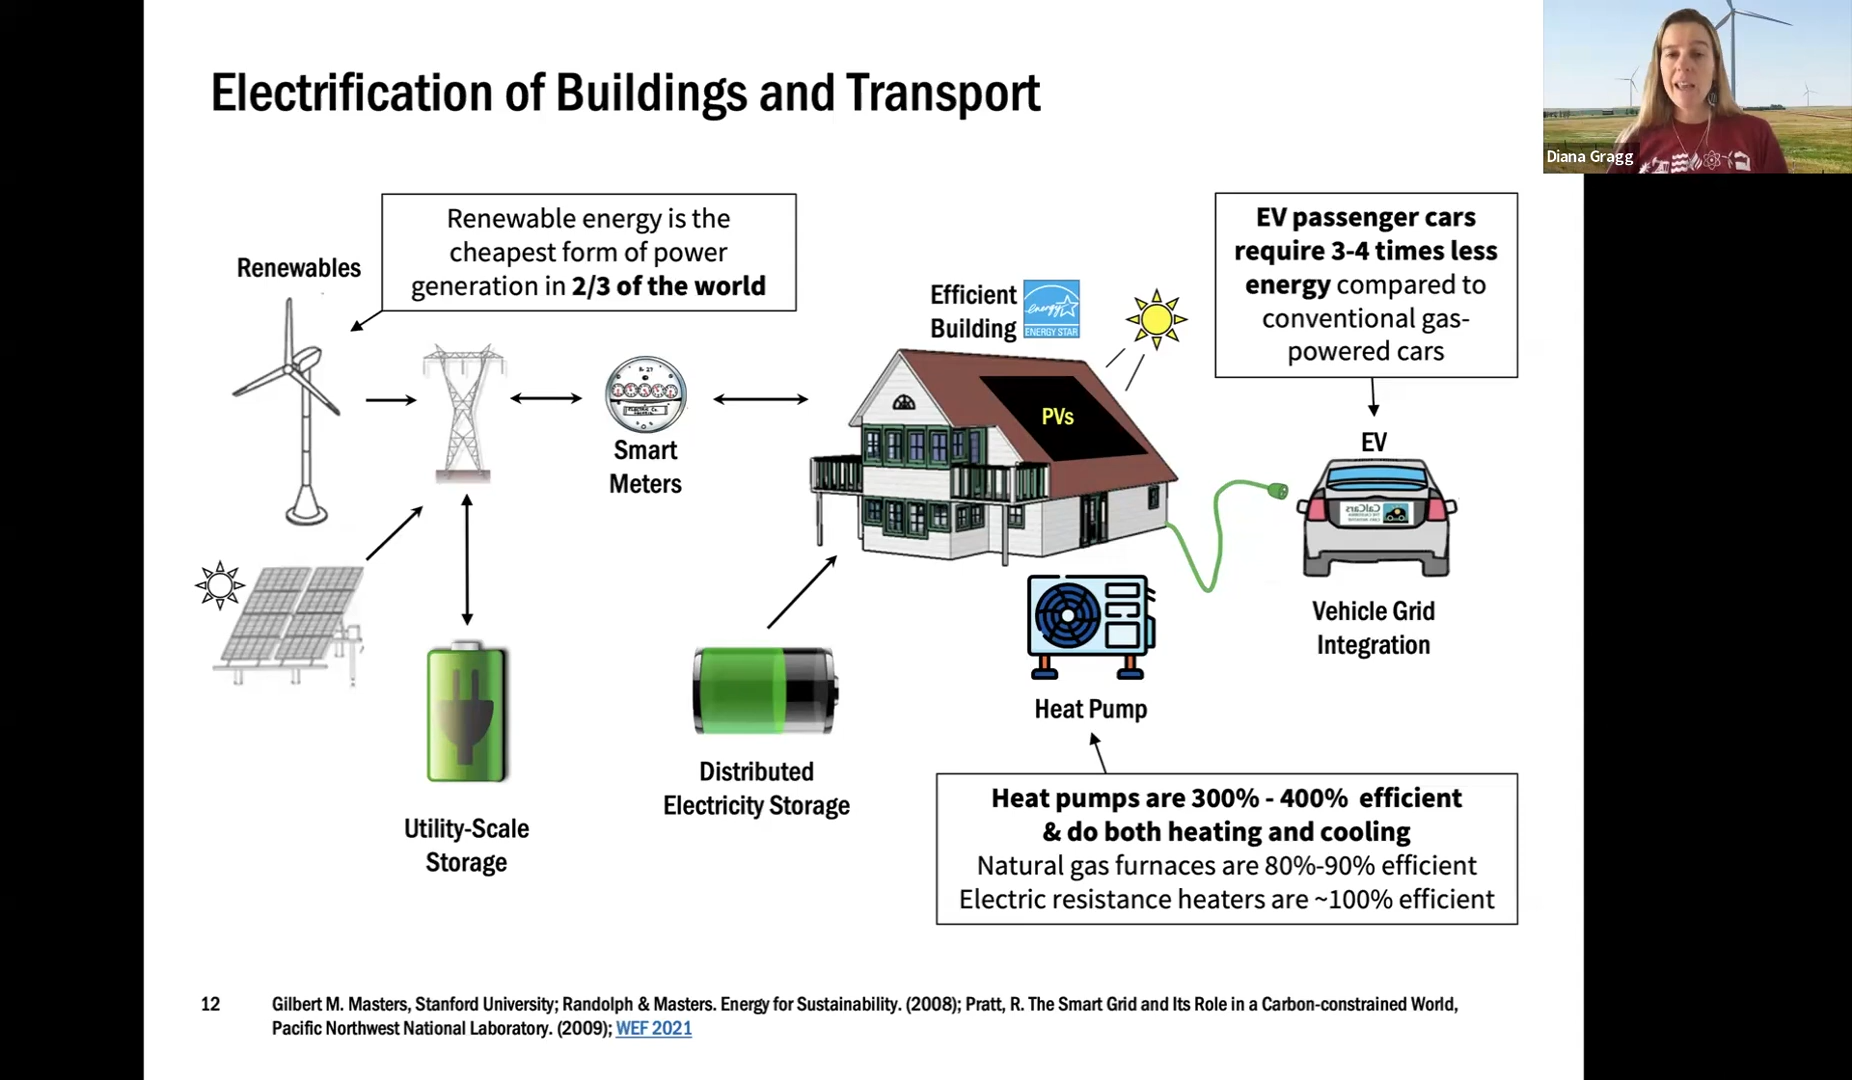 Electrification of Buildings and Transport
Diana Gragg
Renewable energy is the
cheapest form of power
generation in 2/3 of the world
Renewables
Efficient
Building
energy
ENERGY STAR
EV passenger cars
require 3-4 times less
energy compared to
conventional gas-
powered cars
PVs
EV
Smart
Meters
CalCars
Vehicle Grid
Integration
Heat Pump
Distributed
Electricity Storage
Utility-Scale
Storage
Heat pumps are 300% - 400% efficient
& do both heating and cooling
Natural gas furnaces are 80%-90% efficient
Electric resistance heaters are ~100% efficient
12
Gilbert M. Masters, Stanford University; Randolph & Masters. Energy for Sustainability. (2008); Pratt, R. The Smart Grid and Its Role in a Carbon-constrained World,
Pacific Northwest National Laboratory. (2009); WEF 2021